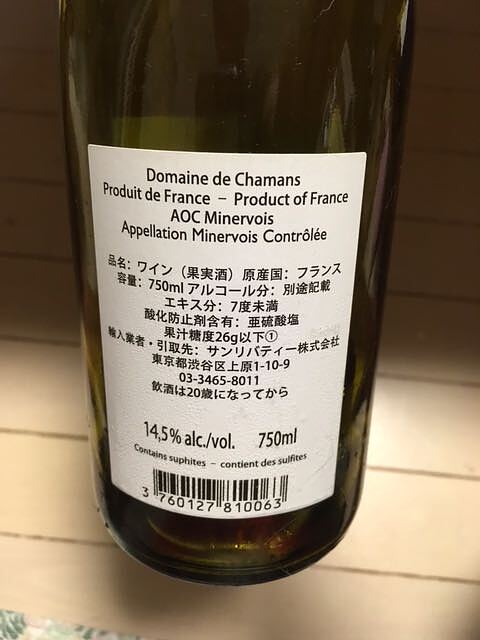 Domaine de Chamans
Produit de France – Product of France
AOC Minervois
Appellation Minervois Contrôlée
品名：ワイン（果実酒）原産国：フランス
容量：750ml アルコール分：別途記載
エキス分：7度未満
酸化防止剤含有：亜硫酸塩
果汁糖度26g以下①
輸入業者・引取先：サンリバティー株式会社
東京都渋谷区上原1-10-9
03-3465-8011
飲酒は20歳になってから
14,5% alc./vol. 750ml
Contains suphites – contient des sulfites
3 760127 810063